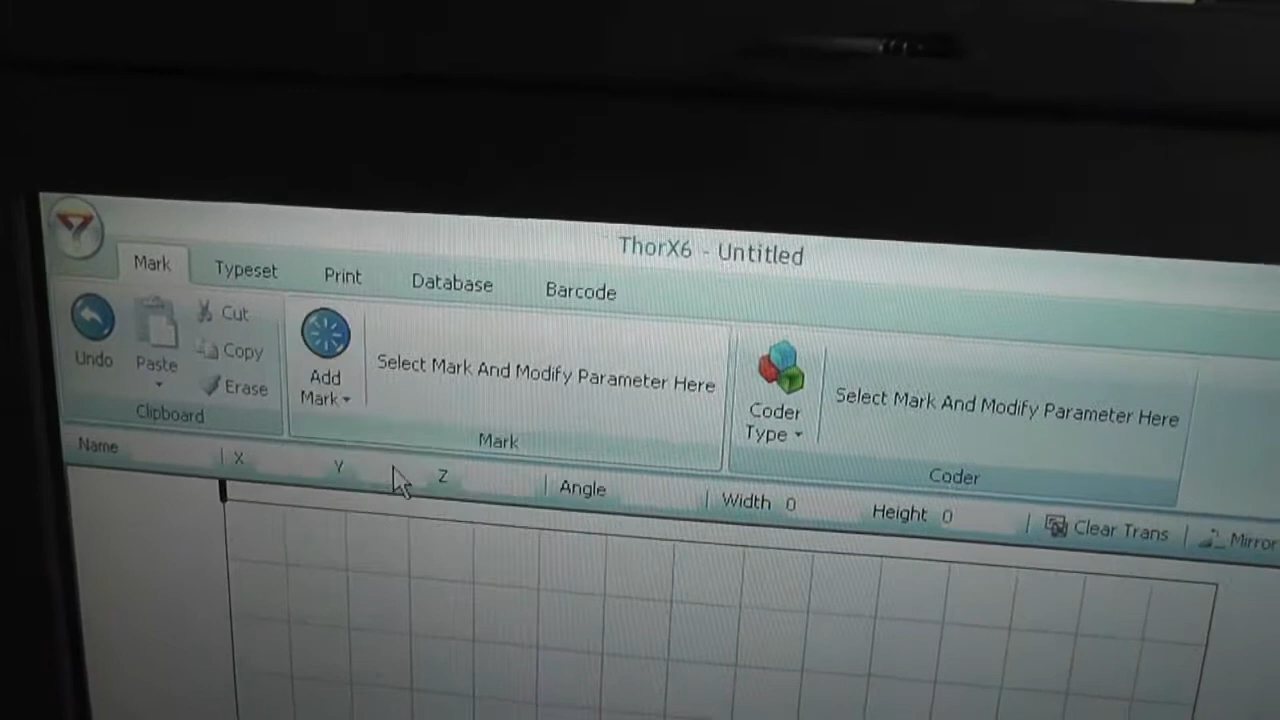 ThorX6 - Untitled
Mark Typeset Print Database Barcode
Undo
Paste
Cut
Copy
Erase
Clipboard
Add
Mark
Select Mark And Modify Parameter Here
Mark
Coder
Type
Select Mark And Modify Parameter Here
Coder
Name X Y Z Angle Width 0 Height 0 Clear Trans Mirror